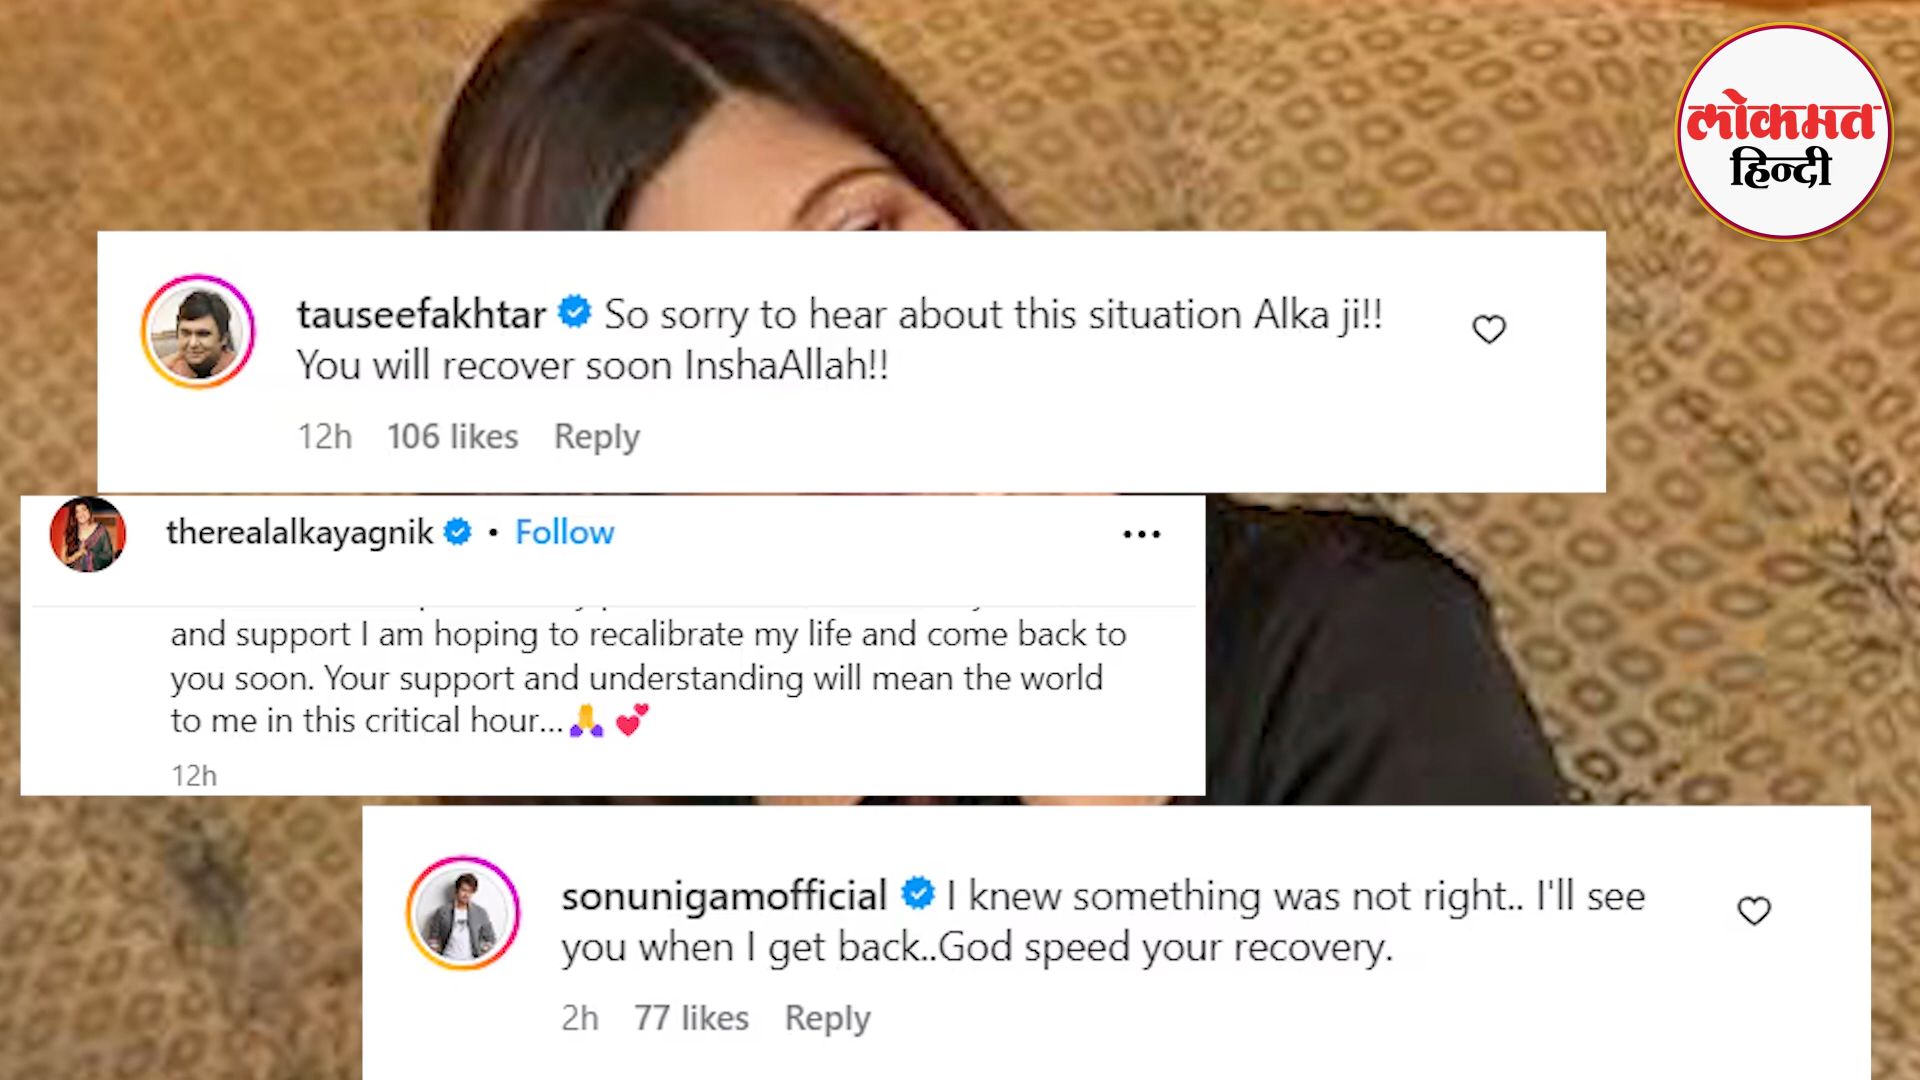 लोकमत
हिन्दी
tauseefakhtar So sorry to hear about this situation Alka ji!!
You will recover soon InshaAllah!!
12h 106 likes Reply
therealalkayagnik • Follow
and support I am hoping to recalibrate my life and come back to
you soon. Your support and understanding will mean the world
to me in this critical hour...🙏 💕
12h
sonunigamofficial I knew something was not right.. I'll see
you when I get back..God speed your recovery.
2h 77 likes Reply